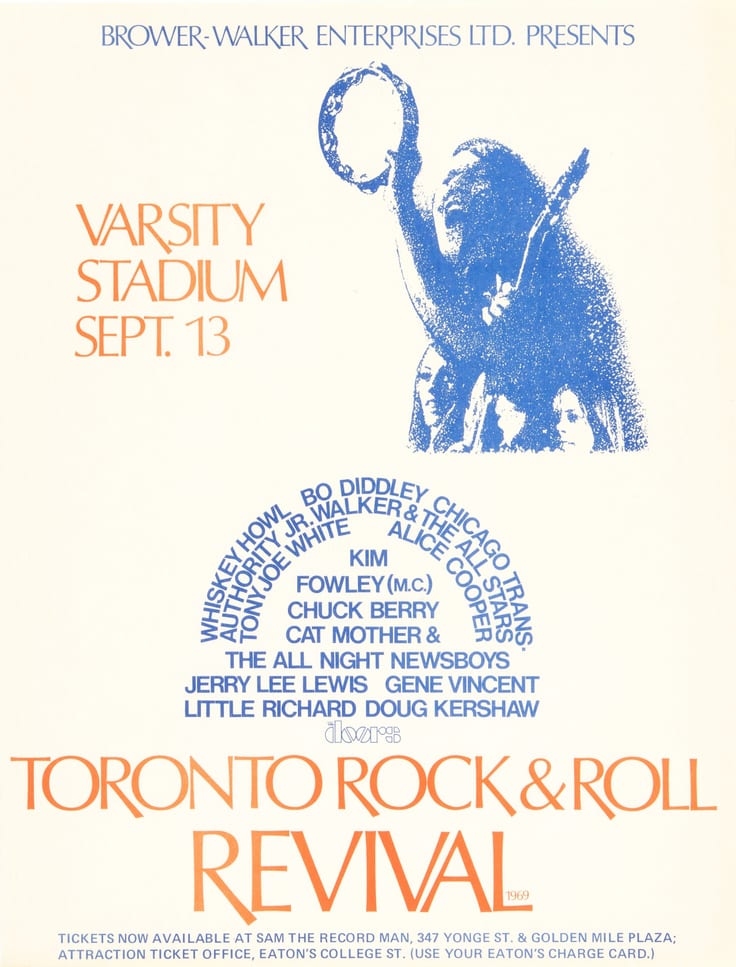 BROWER-WALKER ENTERPRISES LTD. PRESENTS
VARSITY
STADIUM
SEPT. 13
WHISKEY HOWL BO DIDDLEY CHICAGO TRANS.
AUTHORITY JR. WALKER & THE ALL STARS
TONY JOE WHITE ALICE COOPER
KIM
FOWLEY (M.C.)
CHUCK BERRY
CAT MOTHER &
THE ALL NIGHT NEWSBOYS
JERRY LEE LEWIS GENE VINCENT
LITTLE RICHARD DOUG KERSHAW
the doors
TORONTO ROCK & ROLL
REVIVAL
1969
TICKETS NOW AVAILABLE AT SAM THE RECORD MAN, 347 YONGE ST. & GOLDEN MILE PLAZA;
ATTRACTION TICKET OFFICE, EATON'S COLLEGE ST. (USE YOUR EATON'S CHARGE CARD.)